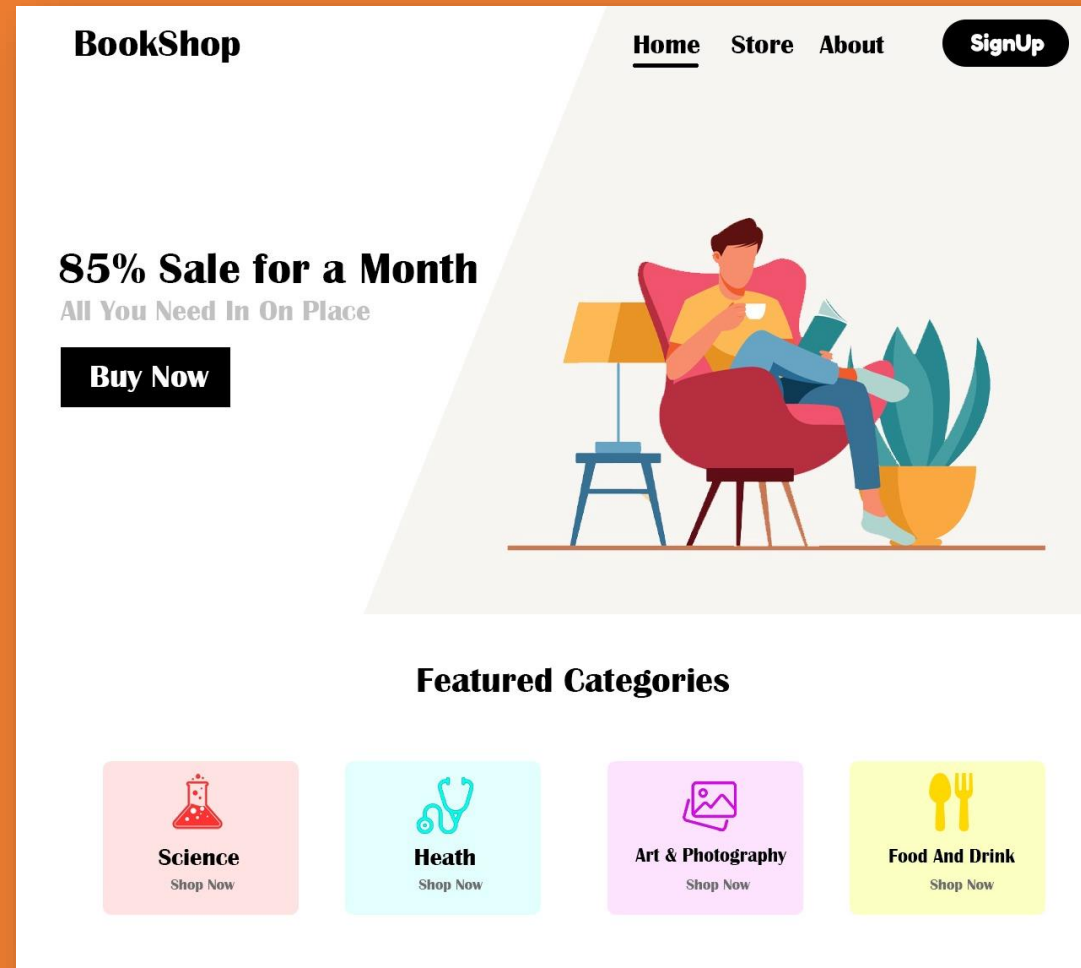 BookShop
Home Store About SignUp
85% Sale for a Month
All You Need In On Place
Buy Now
Featured Categories
Science
Shop Now
Heath
Shop Now
Art & Photography
Shop Now
Food And Drink
Shop Now